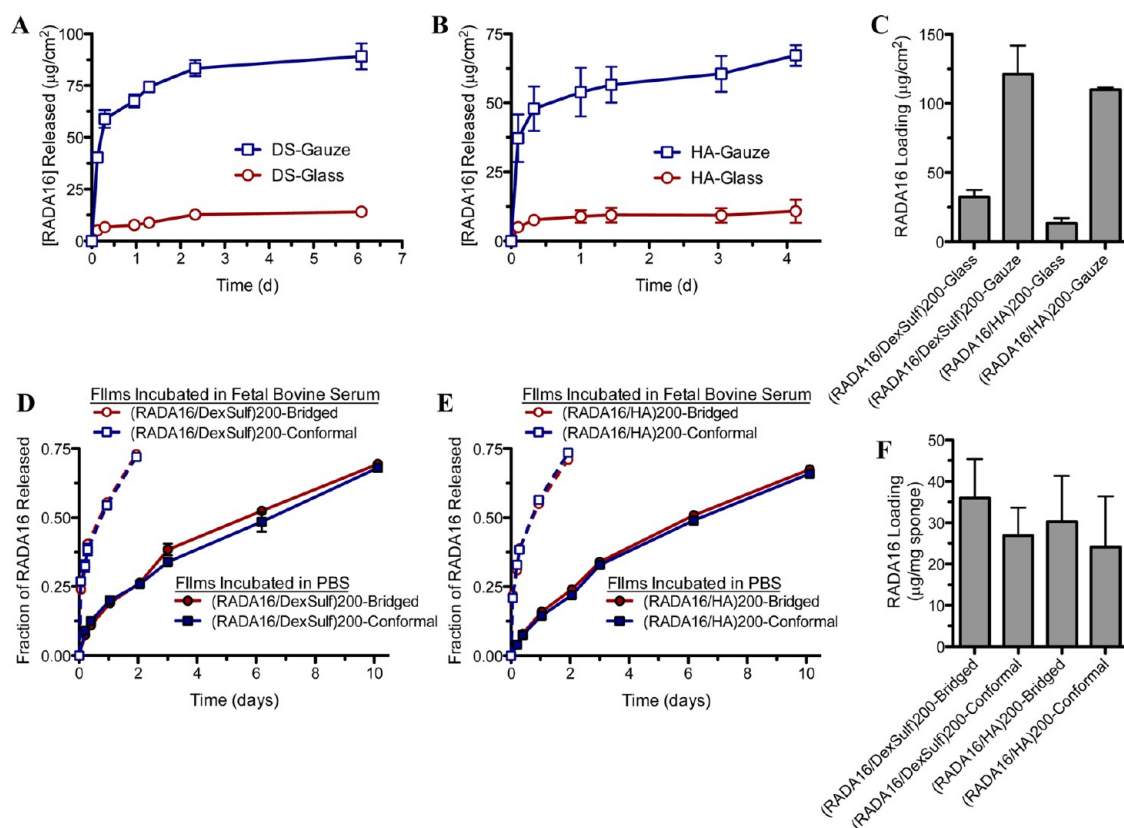 A
[RADA16] Released (µg/cm²)
100
75
50
25
0
DS-Gauze
DS-Glass
0 1 2 3 4 5 6 7
Time (d)
B
[RADA16] Released (µg/cm²)
75
50
25
0
HA-Gauze
HA-Glass
0 1 2 3 4
Time (d)
C
RADA16 Loading (µg/cm²)
150
100
50
0
(RADA16/DexSulf)200-Glass
(RADA16/DexSulf)200-Gauze
(RADA16/HA)200-Glass
(RADA16/HA)200-Gauze
D
FIlms Incubated in Fetal Bovine Serum
(RADA16/DexSulf)200-Bridged
(RADA16/DexSulf)200-Conformal
Fraction of RADA16 Released
0.75
0.50
0.25
0.00
FIlms Incubated in PBS
(RADA16/DexSulf)200-Bridged
(RADA16/DexSulf)200-Conformal
0 2 4 6 8 10
Time (days)
E
FIlms Incubated in Fetal Bovine Serum
(RADA16/HA)200-Bridged
(RADA16/HA)200-Conformal
Fraction of RADA16 Released
0.75
0.50
0.25
0.00
FIlms Incubated in PBS
(RADA16/HA)200-Bridged
(RADA16/HA)200-Conformal
0 2 4 6 8 10
Time (days)
F
RADA16 Loading
(µg/mg sponge)
50
40
30
20
10
0
(RADA16/DexSulf)200-Bridged
(RADA16/DexSulf)200-Conformal
(RADA16/HA)200-Bridged
(RADA16/HA)200-Conformal